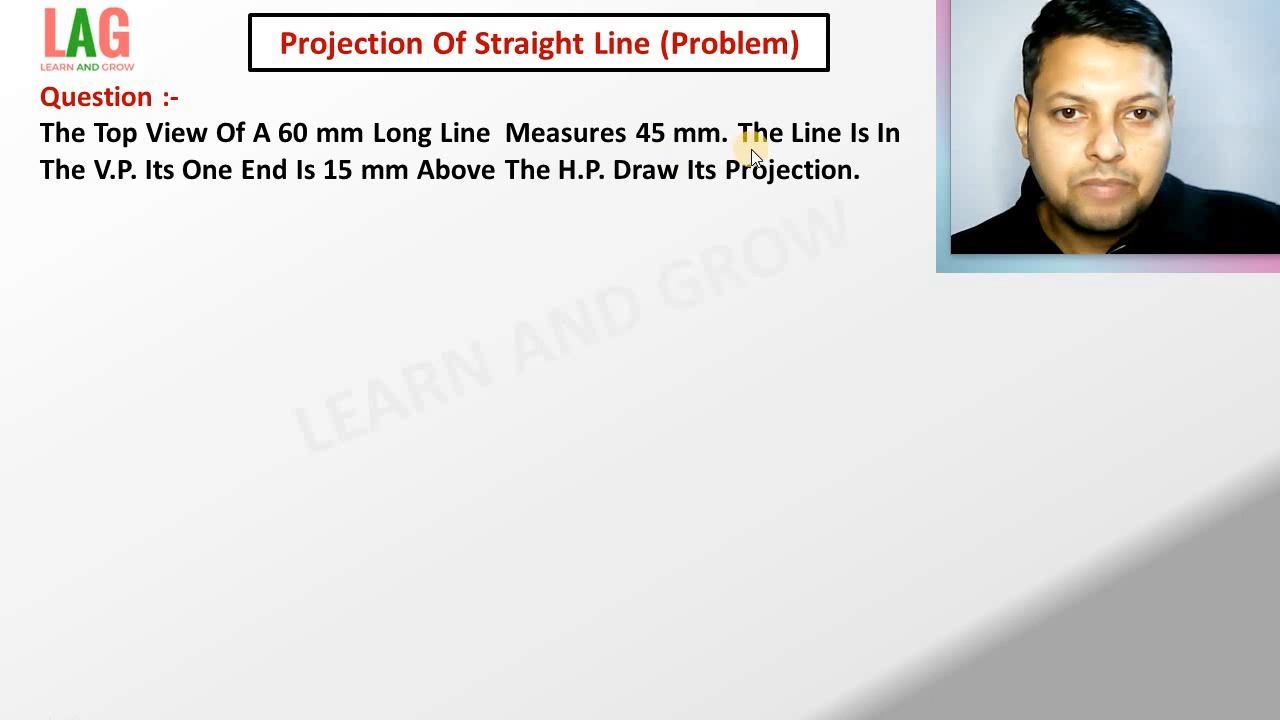 LAG
LEARN AND GROW
Projection Of Straight Line (Problem)
Question :-
The Top View Of A 60 mm Long Line Measures 45 mm. The Line Is In
The V.P. Its One End Is 15 mm Above The H.P. Draw Its Projection.
LEARN AND GROW